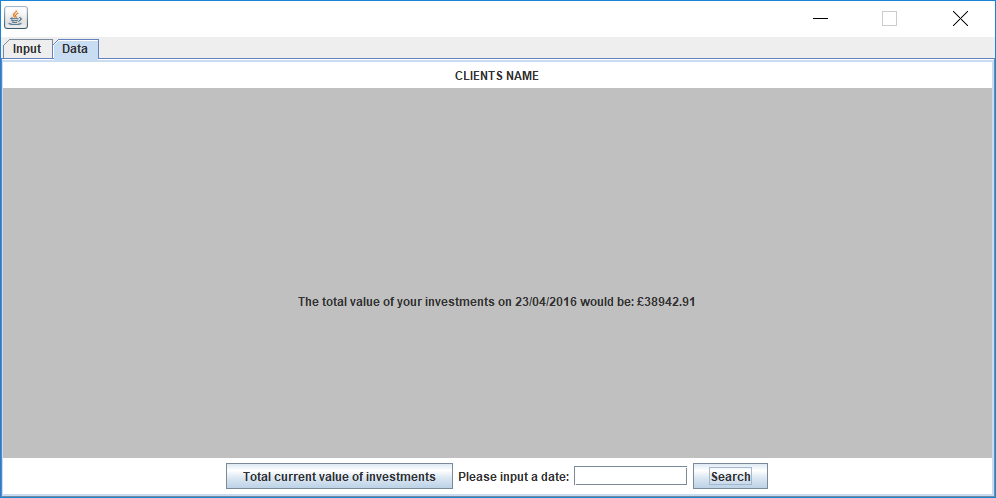 Input Data
CLIENTS NAME
The total value of your investments on 23/04/2016 would be: £38942.91
Total current value of investments Please input a date: Search